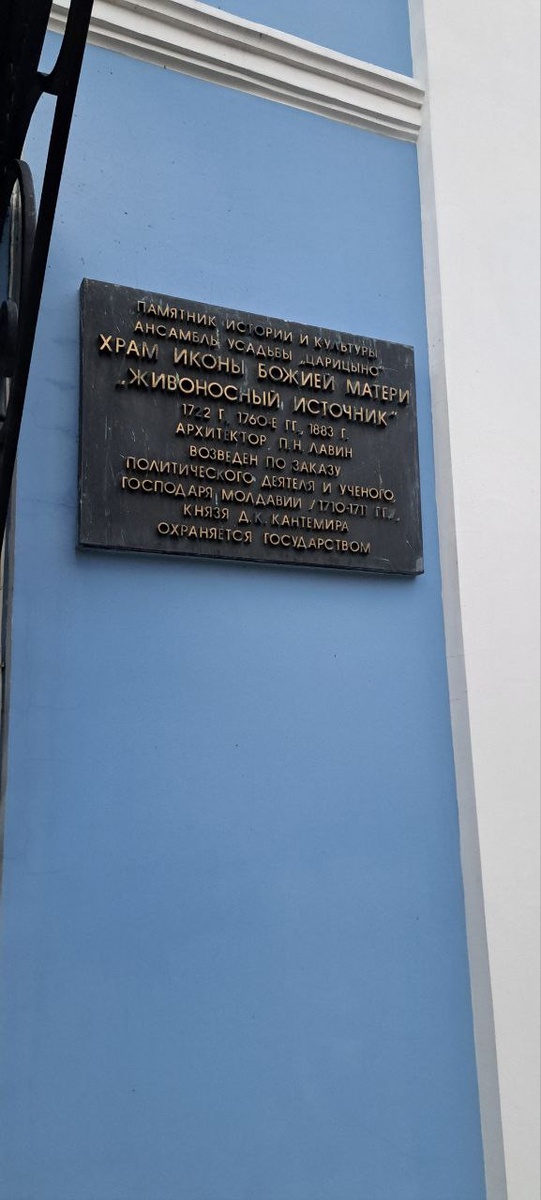 ПАМЯТНИК ИСТОРИИ И КУЛЬТУРЫ
АНСАМБЛЬ УСАДЬБЫ „ЦАРИЦЫНО“
ХРАМ ИКОНЫ БОЖИЕЙ МАТЕРИ
„ЖИВОНОСНЫЙ ИСТОЧНИК“
1722 Г., 1760-Е ГГ., 1883 Г.
АРХИТЕКТОР П.Н. ЛАВИН
ВОЗВЕДЕН ПО ЗАКАЗУ
ПОЛИТИЧЕСКОГО ДЕЯТЕЛЯ И УЧЕНОГО,
ГОСПОДАРЯ МОЛДАВИИ /1710-1711 ГГ./,
КНЯЗЯ Д.К. КАНТЕМИРА
ОХРАНЯЕТСЯ ГОСУДАРСТВОМ